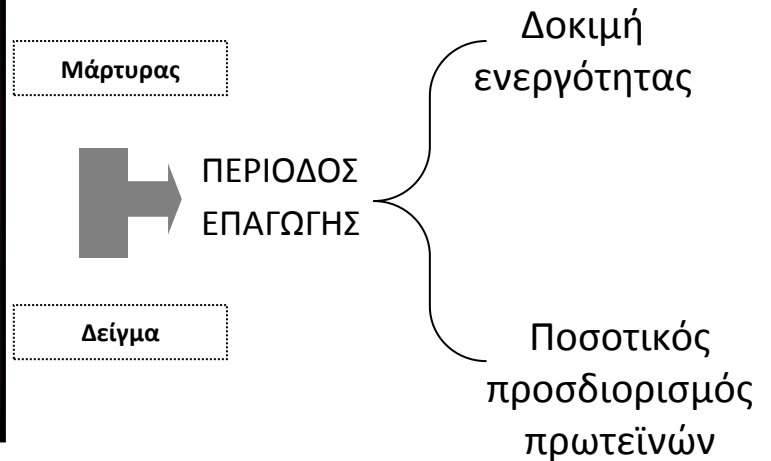 Μάρτυρας
Δείγμα
ΠΕΡΙΟΔΟΣ
ΕΠΑΓΩΓΗΣ
Δοκιμή
ενεργότητας
Ποσοτικός
προσδιορισμός
πρωτεϊνών